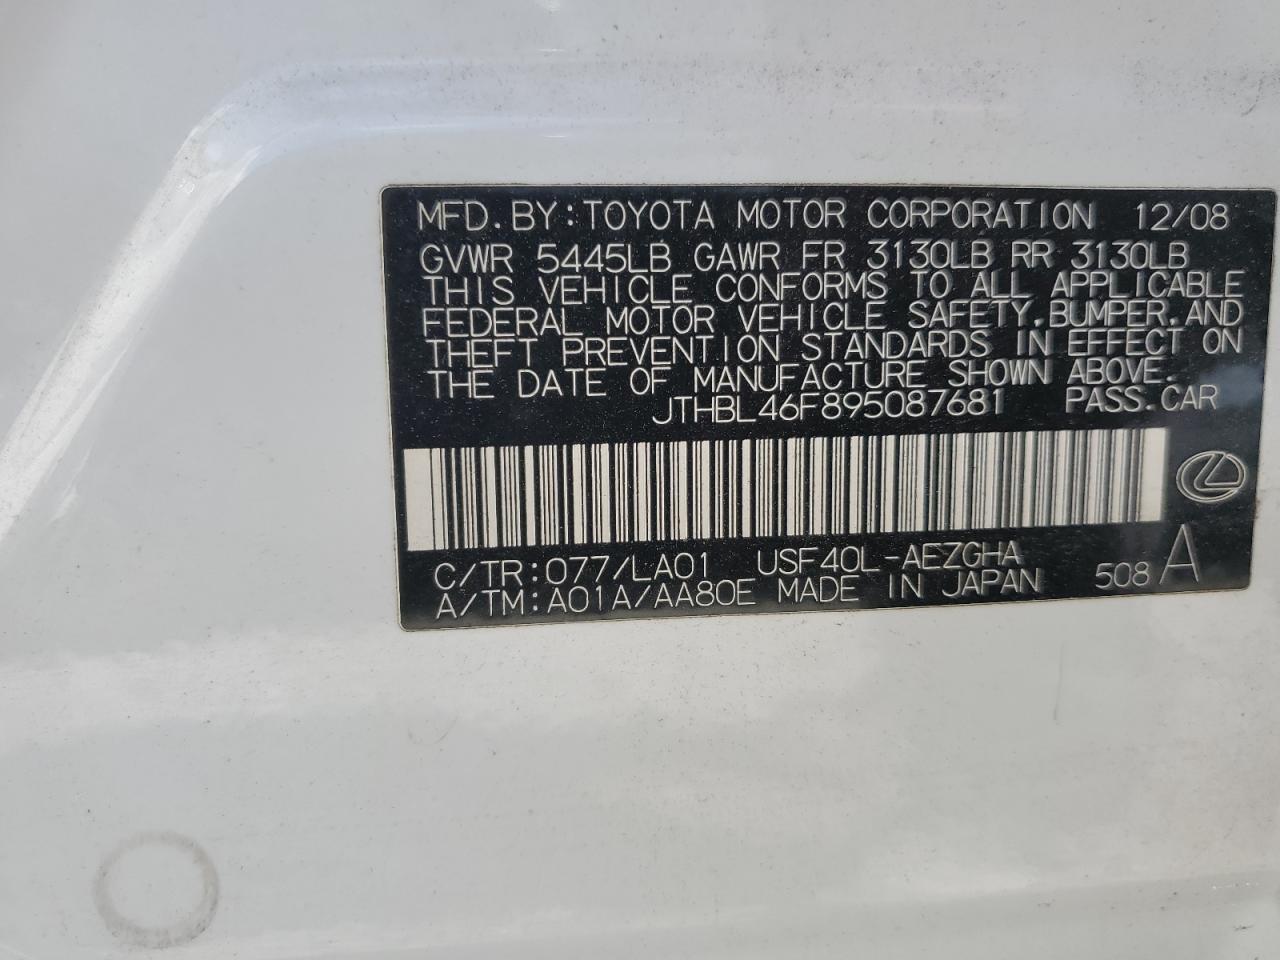 MFD. BY: TOYOTA MOTOR CORPORATION 12/08
GVWR 5445LB GAWR FR 3130LB RR 3130LB
THIS VEHICLE CONFORMS TO ALL APPLICABLE
FEDERAL MOTOR VEHICLE SAFETY, BUMPER, AND
THEFT PREVENTION STANDARDS IN EFFECT ON
THE DATE OF MANUFACTURE SHOWN ABOVE.
JTHBL46F895087681 PASS.CAR
C/TR: 077/LA01 USF40L-AEZGHA
A/TM: A01A/AA80E MADE IN JAPAN 508 A